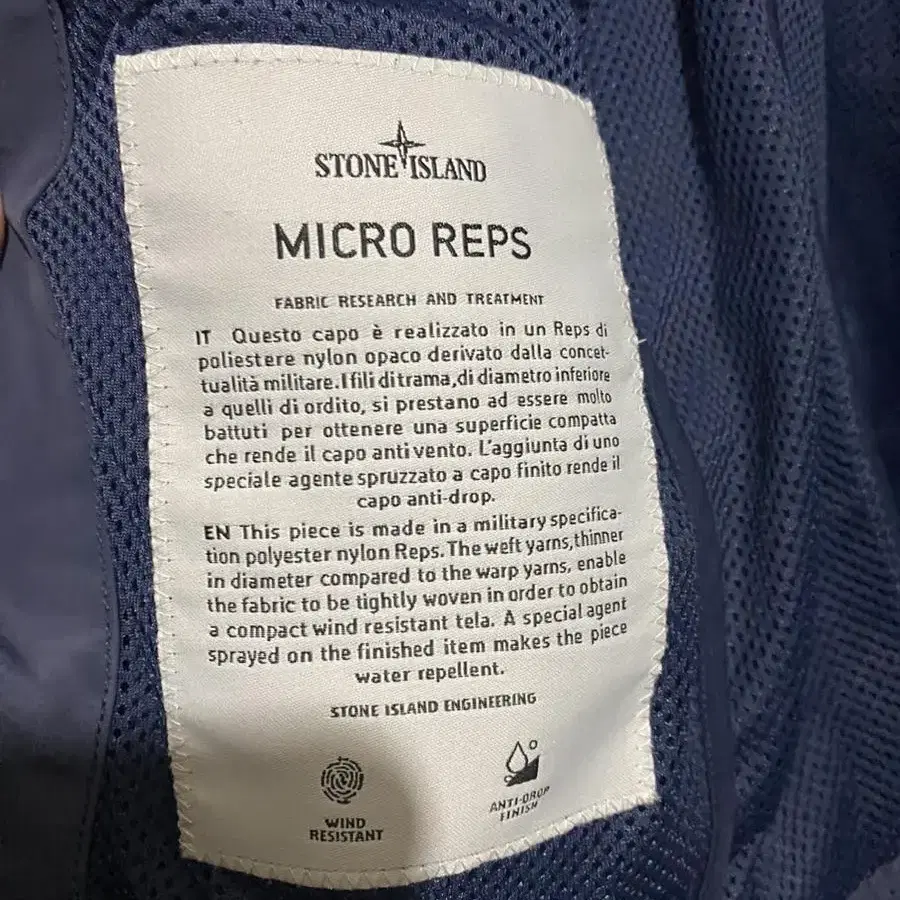 STONE ISLAND
MICRO REPS
FABRIC RESEARCH AND TREATMENT
IT Questo capo è realizzato in un Reps di
poliestere nylon opaco derivato dalla concet-
tualità militare. I fili di trama, di diametro inferiore
a quelli di ordito, si prestano ad essere molto
battuti per ottenere una superficie compatta
che rende il capo anti vento. L'aggiunta di uno
speciale agente spruzzato a capo finito rende il
capo anti-drop.
EN This piece is made in a military specifica-
tion polyester nylon Reps. The weft yarns, thinner
in diameter compared to the warp yarns, enable
the fabric to be tightly woven in order to obtain
a compact wind resistant tela. A special agent
sprayed on the finished item makes the piece
water repellent.
STONE ISLAND ENGINEERING
WIND
RESISTANT
ANTI-DROP
FINISH